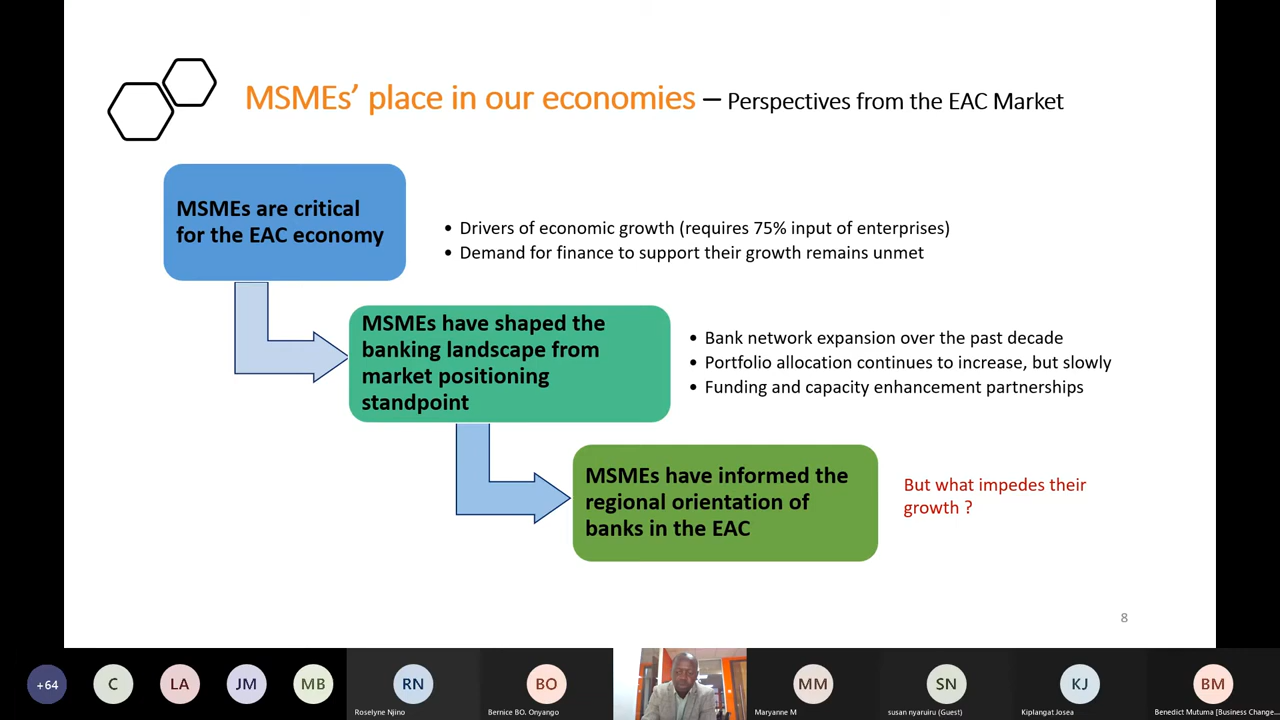 MSMEs’ place in our economies – Perspectives from the EAC Market
MSMEs are critical
for the EAC economy
• Drivers of economic growth (requires 75% input of enterprises)
• Demand for finance to support their growth remains unmet
MSMEs have shaped the
banking landscape from
market positioning
standpoint
• Bank network expansion over the past decade
• Portfolio allocation continues to increase, but slowly
• Funding and capacity enhancement partnerships
MSMEs have informed the
regional orientation of
banks in the EAC
But what impedes their
growth ?
8
+64
C
LA
JM
MB
RN
BO
MM
SN
KJ
BM
Roselyne Njino
Bernice BO. Onyango
Maryanne M
susan nyaruiru (Guest)
Kiplangat Josea
Benedict Mutuma (Business Change...